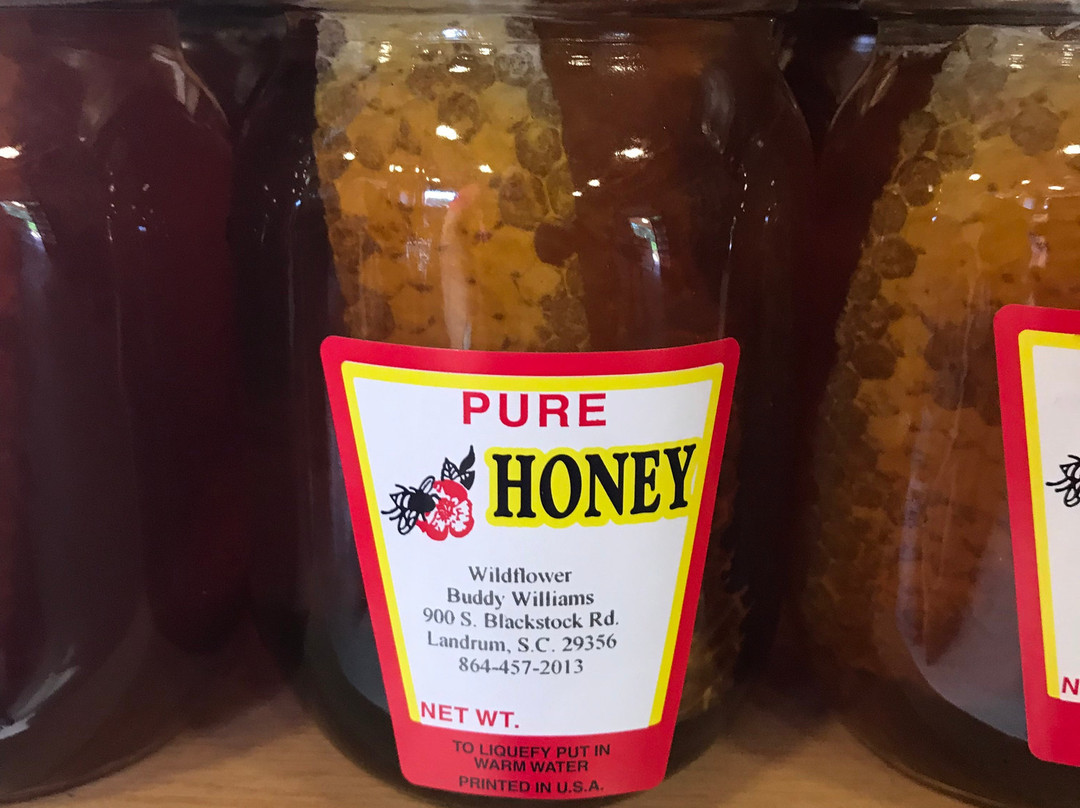 PURE
HONEY
Wildflower
Buddy Williams
900 S. Blackstock Rd.
Landrum, S.C. 29356
864-457-2013
NET WT.
TO LIQUEFY PUT IN
WARM WATER
PRINTED IN U.S.A.
N